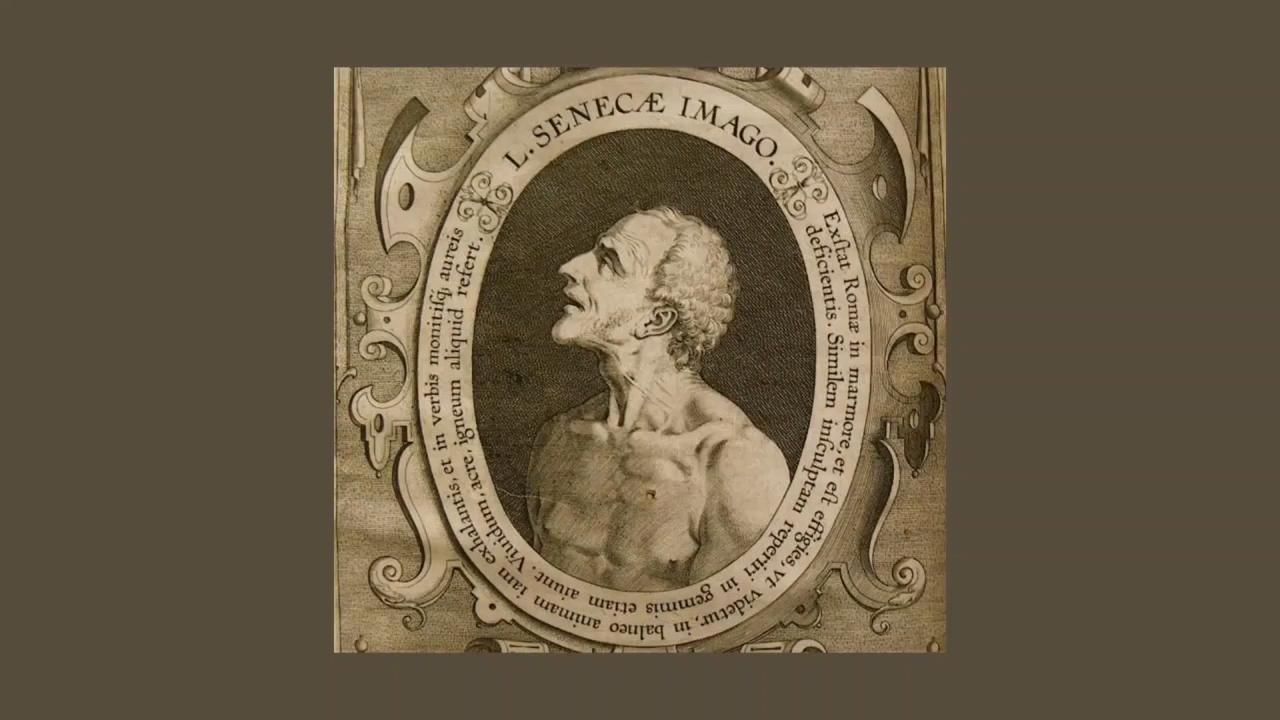 L. SENECÆ IMAGO.
Exſtat Romæ in marmore, et eſt effigies, vt videtur, in balneo animam iam exhalantis, et in verbis monitiſq; aureis
deficientis. Similem inſculptam reperiri in gemmis etiam aiunt. Viuidum, acre, igneum aliquid refert.